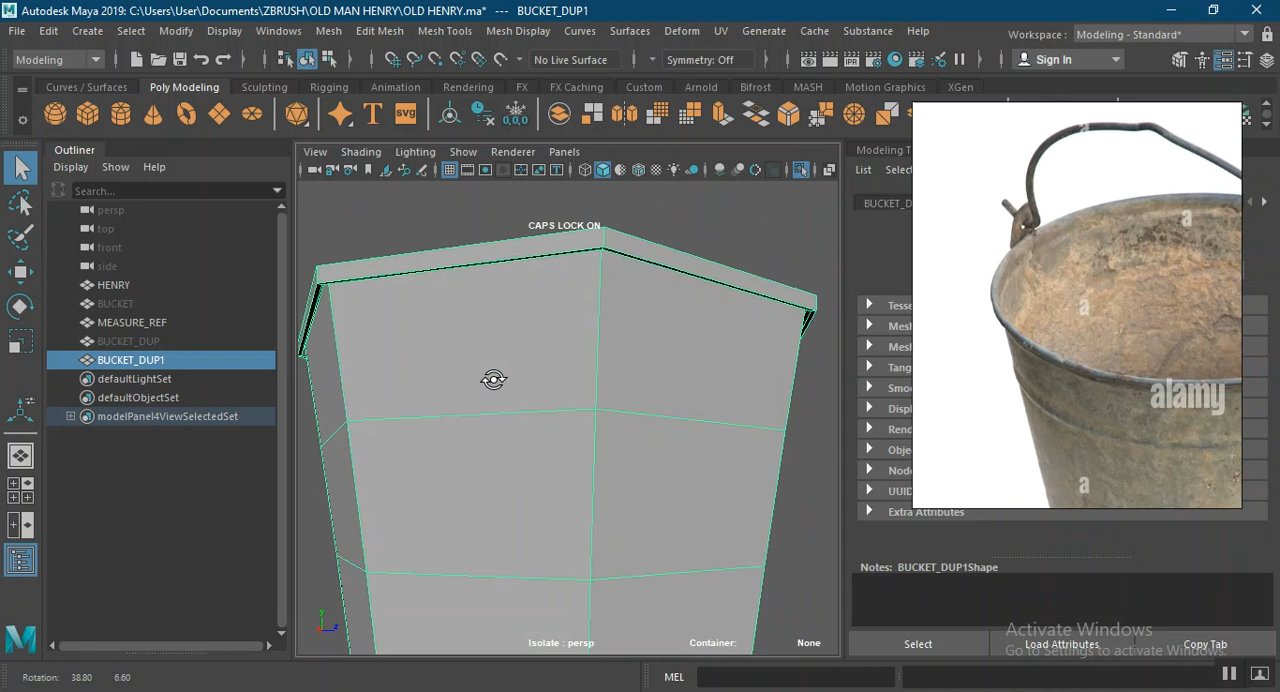 Autodesk Maya 2019: C:\Users\User\Documents\ZBRUSH\OLD MAN HENRY\OLD HENRY.ma* --- BUCKET_DUP1
File Edit Create Select Modify Display Windows Mesh Edit Mesh Mesh Tools Mesh Display Curves Surfaces Deform UV Generate Cache Substance Help
Workspace : Modeling - Standard*
Modeling No Live Surface Symmetry: Off Sign In
Curves / Surfaces Poly Modeling Sculpting Rigging Animation Rendering FX FX Caching Custom Arnold Bifrost MASH Motion Graphics XGen
Outliner
Display Show Help
Search...
persp
top
front
side
HENRY
BUCKET
MEASURE_REF
BUCKET_DUP
BUCKET_DUP1
defaultLightSet
defaultObjectSet
modelPanel4ViewSelectedSet
View Shading Lighting Show Renderer Panels
CAPS LOCK ON
Isolate : persp Container: None
Modeling T
List Select
BUCKET_D
Tesse
Mesh
Mesh
Tang
Smo
Displ
Rend
Obje
Node
UUID
Extra Attributes
a
a
a
alamy
a
Notes: BUCKET_DUP1Shape
Activate Windows
Go to Settings to activate Windows.
Select Load Attributes Copy Tab
Rotation: 38.80 6.60 MEL